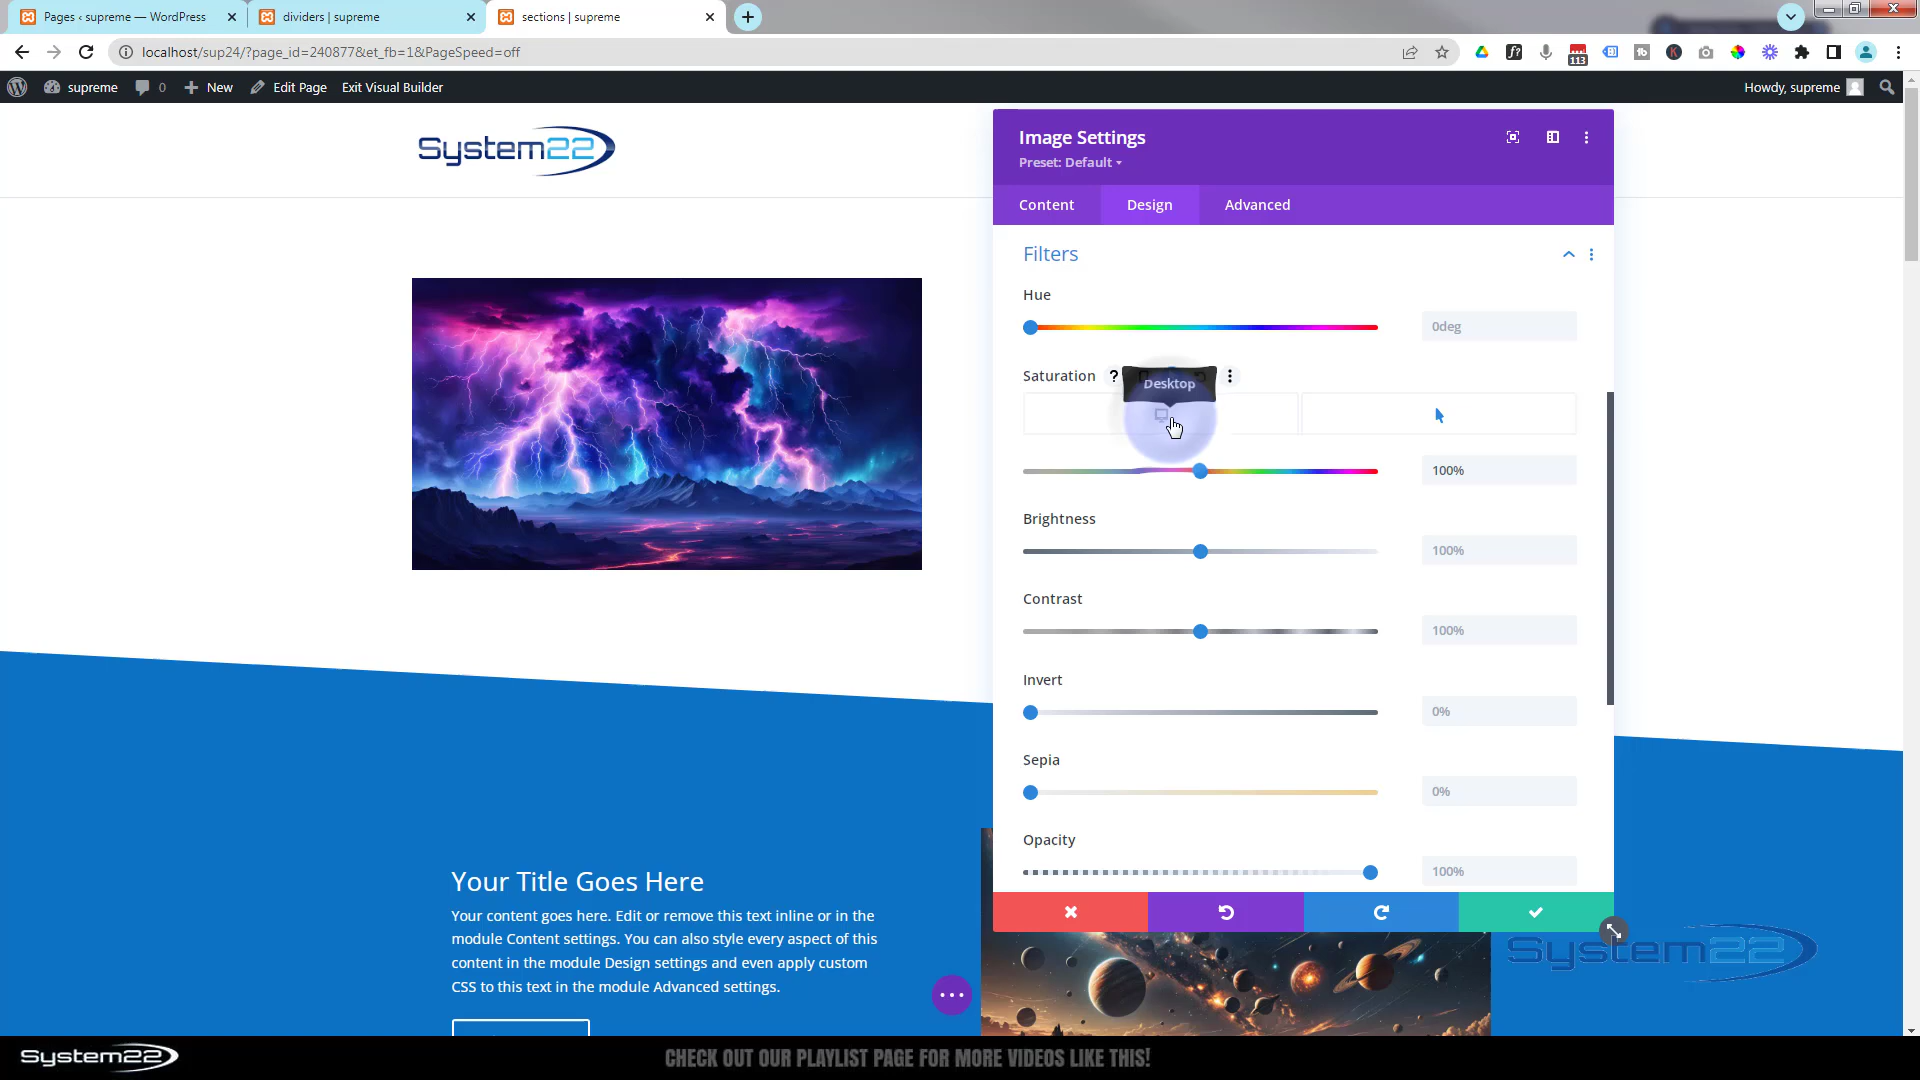 Pages ‹ supreme — WordPress
dividers | supreme
sections | supreme
localhost/sup24/?page_id=240877&et_fb=1&PageSpeed=off
113
supreme
0
New
Edit Page
Exit Visual Builder
Howdy, supreme
System22
Image Settings
Preset: Default
Content
Design
Advanced
Filters
Hue
0deg
Saturation
?
Desktop
100%
Brightness
100%
Contrast
100%
Invert
0%
Sepia
0%
Opacity
100%
Your Title Goes Here
Your content goes here. Edit or remove this text inline or in the
module Content settings. You can also style every aspect of this
content in the module Design settings and even apply custom
CSS to this text in the module Advanced settings.
System22
System22
CHECK OUT OUR PLAYLIST PAGE FOR MORE VIDEOS LIKE THIS!